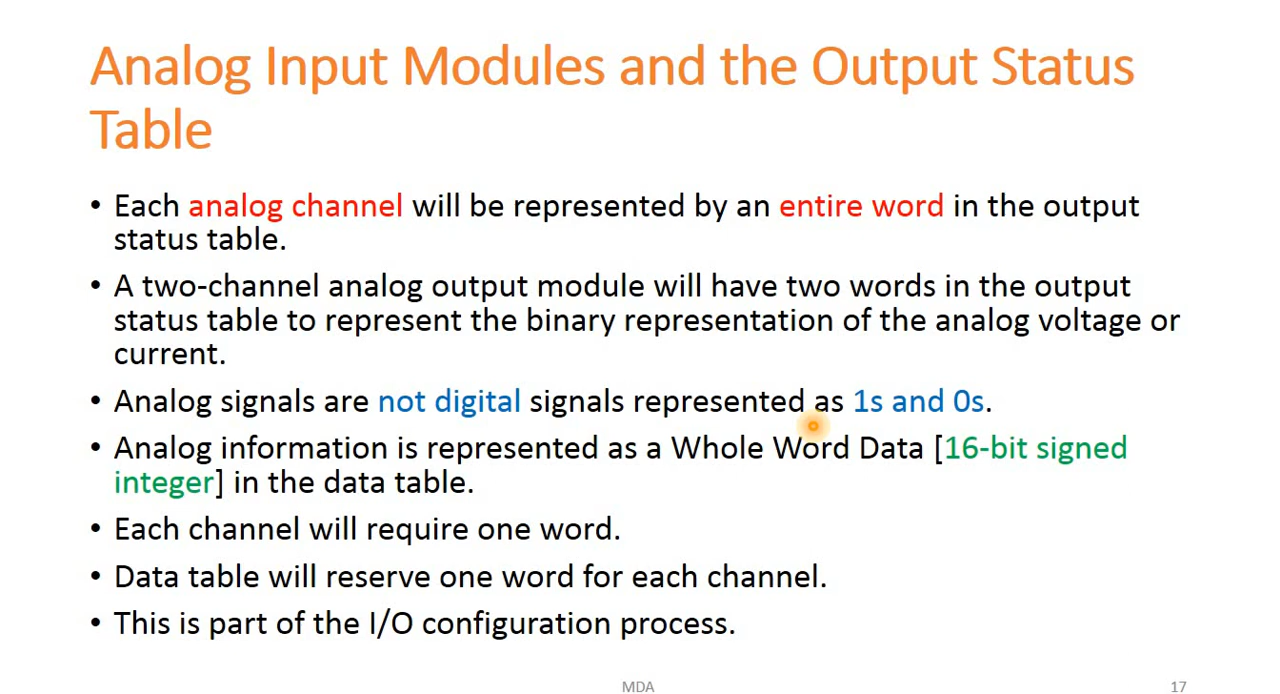 Analog Input Modules and the Output Status
Table
• Each analog channel will be represented by an entire word in the output
status table.
• A two-channel analog output module will have two words in the output
status table to represent the binary representation of the analog voltage or
current.
• Analog signals are not digital signals represented as 1s and 0s.
• Analog information is represented as a Whole Word Data [16-bit signed
integer] in the data table.
• Each channel will require one word.
• Data table will reserve one word for each channel.
• This is part of the I/O configuration process.
MDA
17